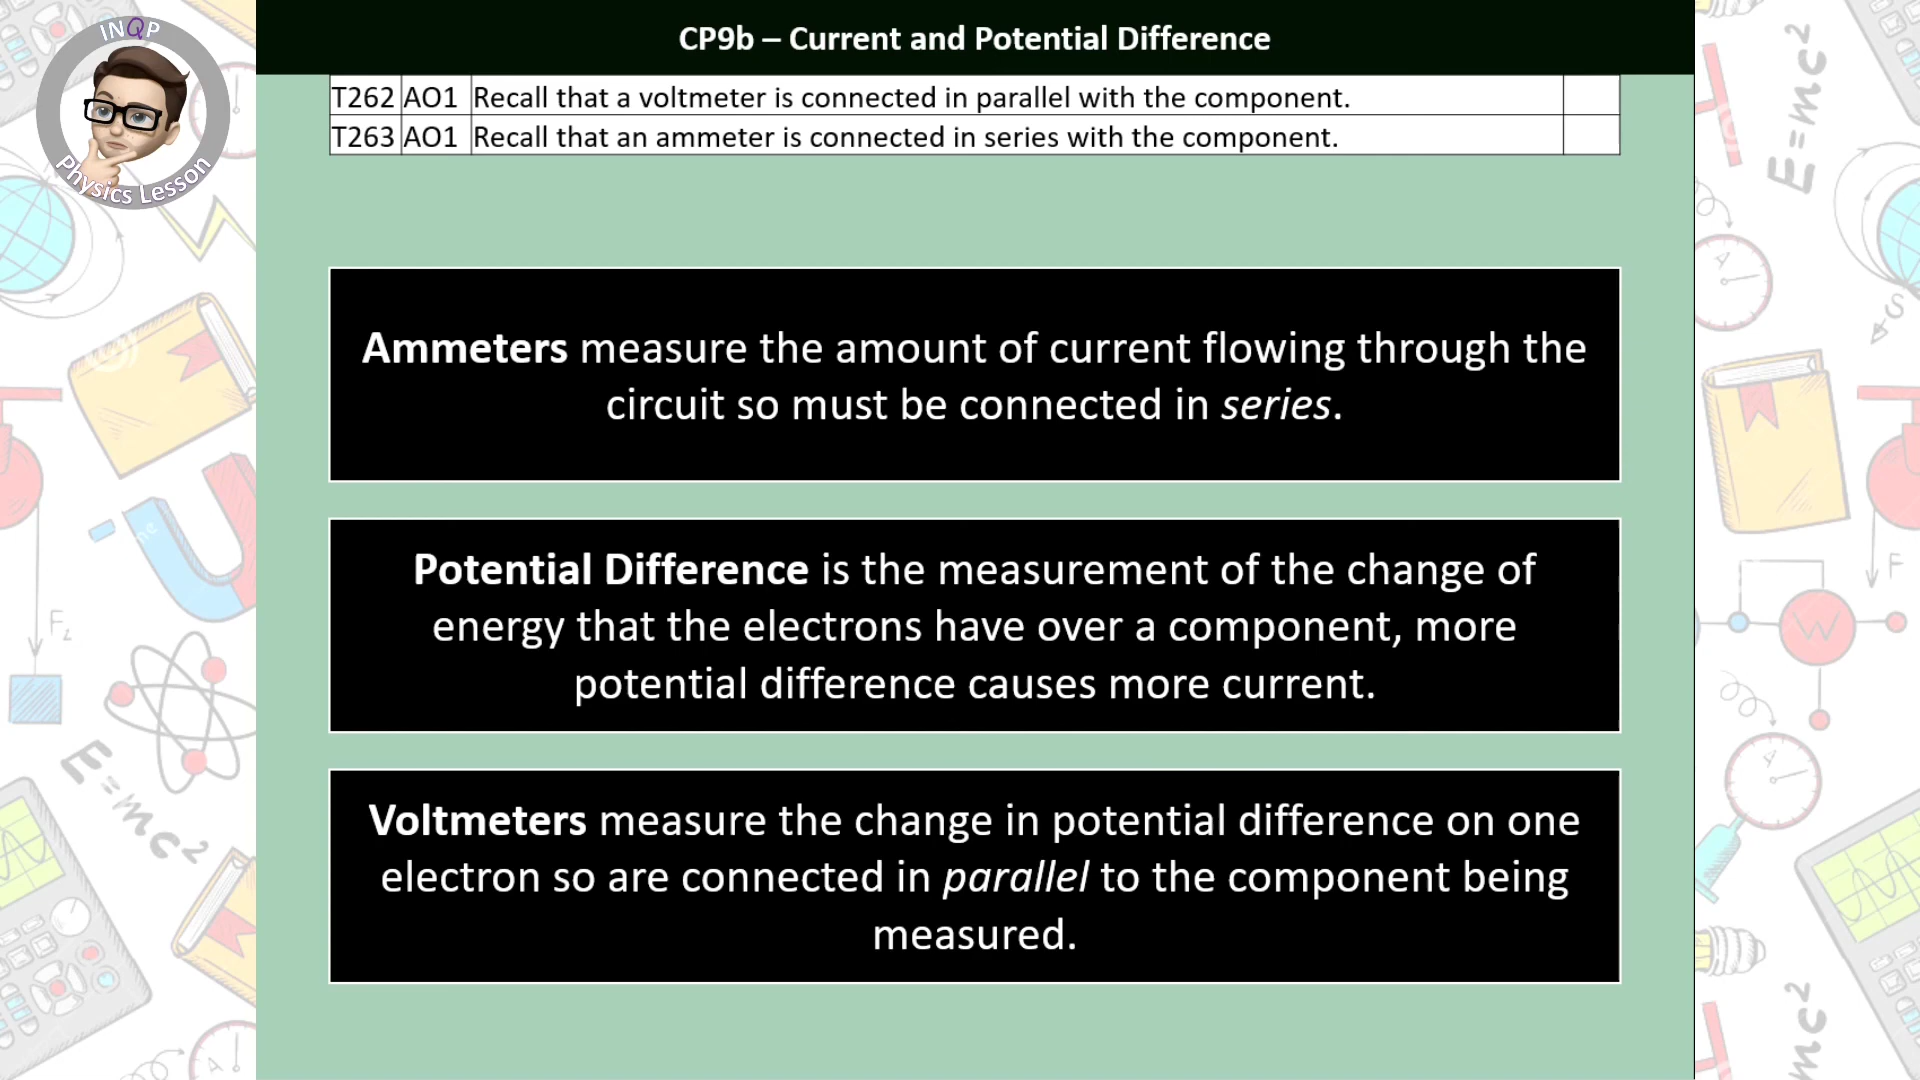 INQP
Physics Lesson
CP9b – Current and Potential Difference
T262 AO1 Recall that a voltmeter is connected in parallel with the component.
T263 AO1 Recall that an ammeter is connected in series with the component.
Ammeters measure the amount of current flowing through the
circuit so must be connected in series.
Potential Difference is the measurement of the change of
energy that the electrons have over a component, more
potential difference causes more current.
Voltmeters measure the change in potential difference on one
electron so are connected in parallel to the component being
measured.
E=mc²
E=mc²
A
S
F
W
A
F₂
E=mc²
A
mc²